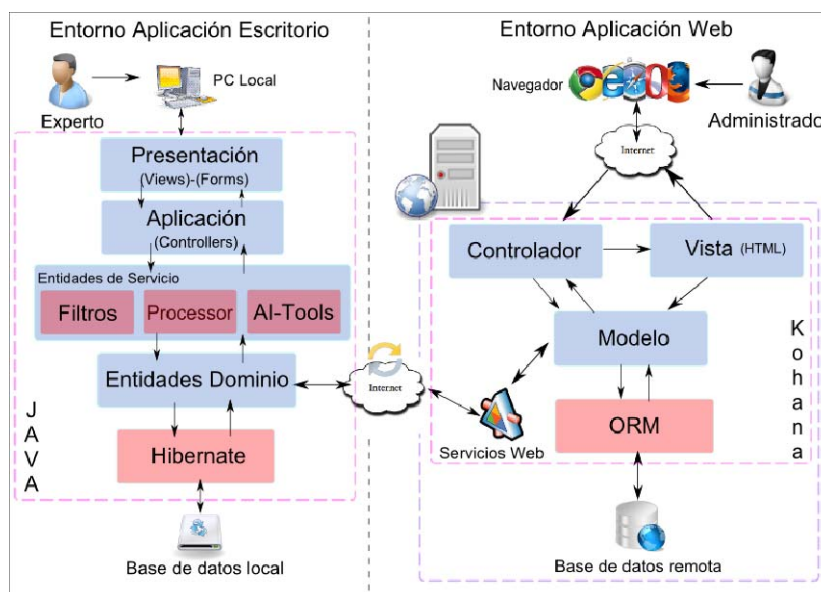 Entorno Aplicación Escritorio
Experto
PC Local
Presentación
(Views)-(Forms)
Aplicación
(Controllers)
Entidades de Servicio
Filtros
Processor
AI-Tools
Entidades Dominio
Hibernate
JAVA
Base de datos local
Internet
Entorno Aplicación Web
Navegador
Administrado
Internet
Controlador
Vista (HTML)
Modelo
ORM
Kohana
Servicios Web
Base de datos remota